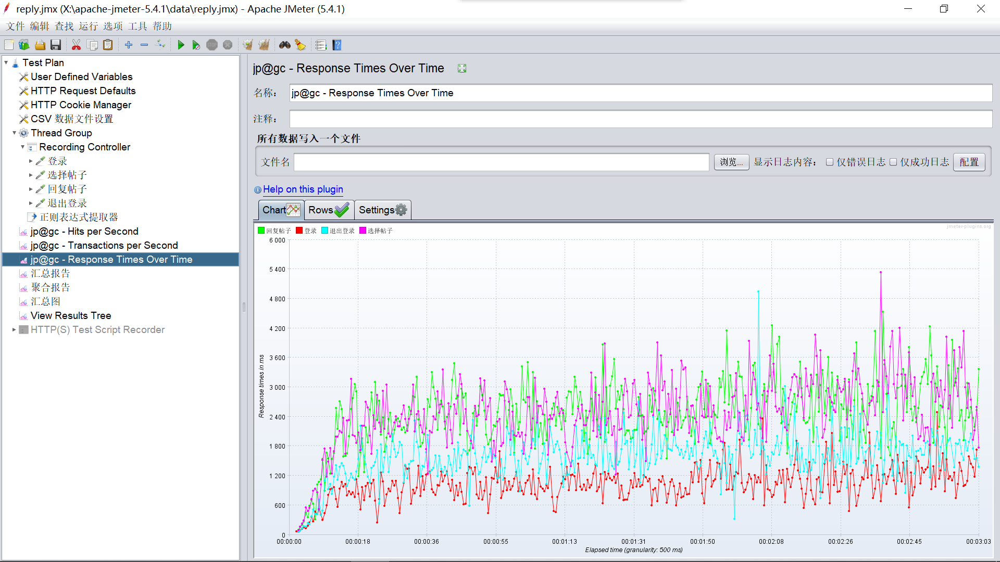 reply.jmx (X:\apache-jmeter-5.4.1\data\reply.jmx) - Apache JMeter (5.4.1)
文件 编辑 查找 运行 选项 工具 帮助
STOP
Test Plan
User Defined Variables
HTTP Request Defaults
HTTP Cookie Manager
CSV 数据文件设置
Thread Group
Recording Controller
登录
选择帖子
回复帖子
退出登录
正则表达式提取器
jp@gc - Hits per Second
jp@gc - Transactions per Second
jp@gc - Response Times Over Time
汇总报告
聚合报告
汇总图
View Results Tree
HTTP(S) Test Script Recorder
jp@gc - Response Times Over Time
名称： jp@gc - Response Times Over Time
注释：
所有数据写入一个文件
文件名 浏览... 显示日志内容： 仅错误日志 仅成功日志 配置
Help on this plugin
Chart Rows Settings
回复帖子 登录 退出登录 选择帖子
jmeter-plugins.org
6 000
5 400
4 800
4 200
3 600
3 000
2 400
1 800
1 200
600
0
Response times in ms
00:00:00 00:00:18 00:00:36 00:00:55 00:01:13 00:01:31 00:01:50 00:02:08 00:02:26 00:02:45 00:03:03
Elapsed time (granularity: 500 ms)